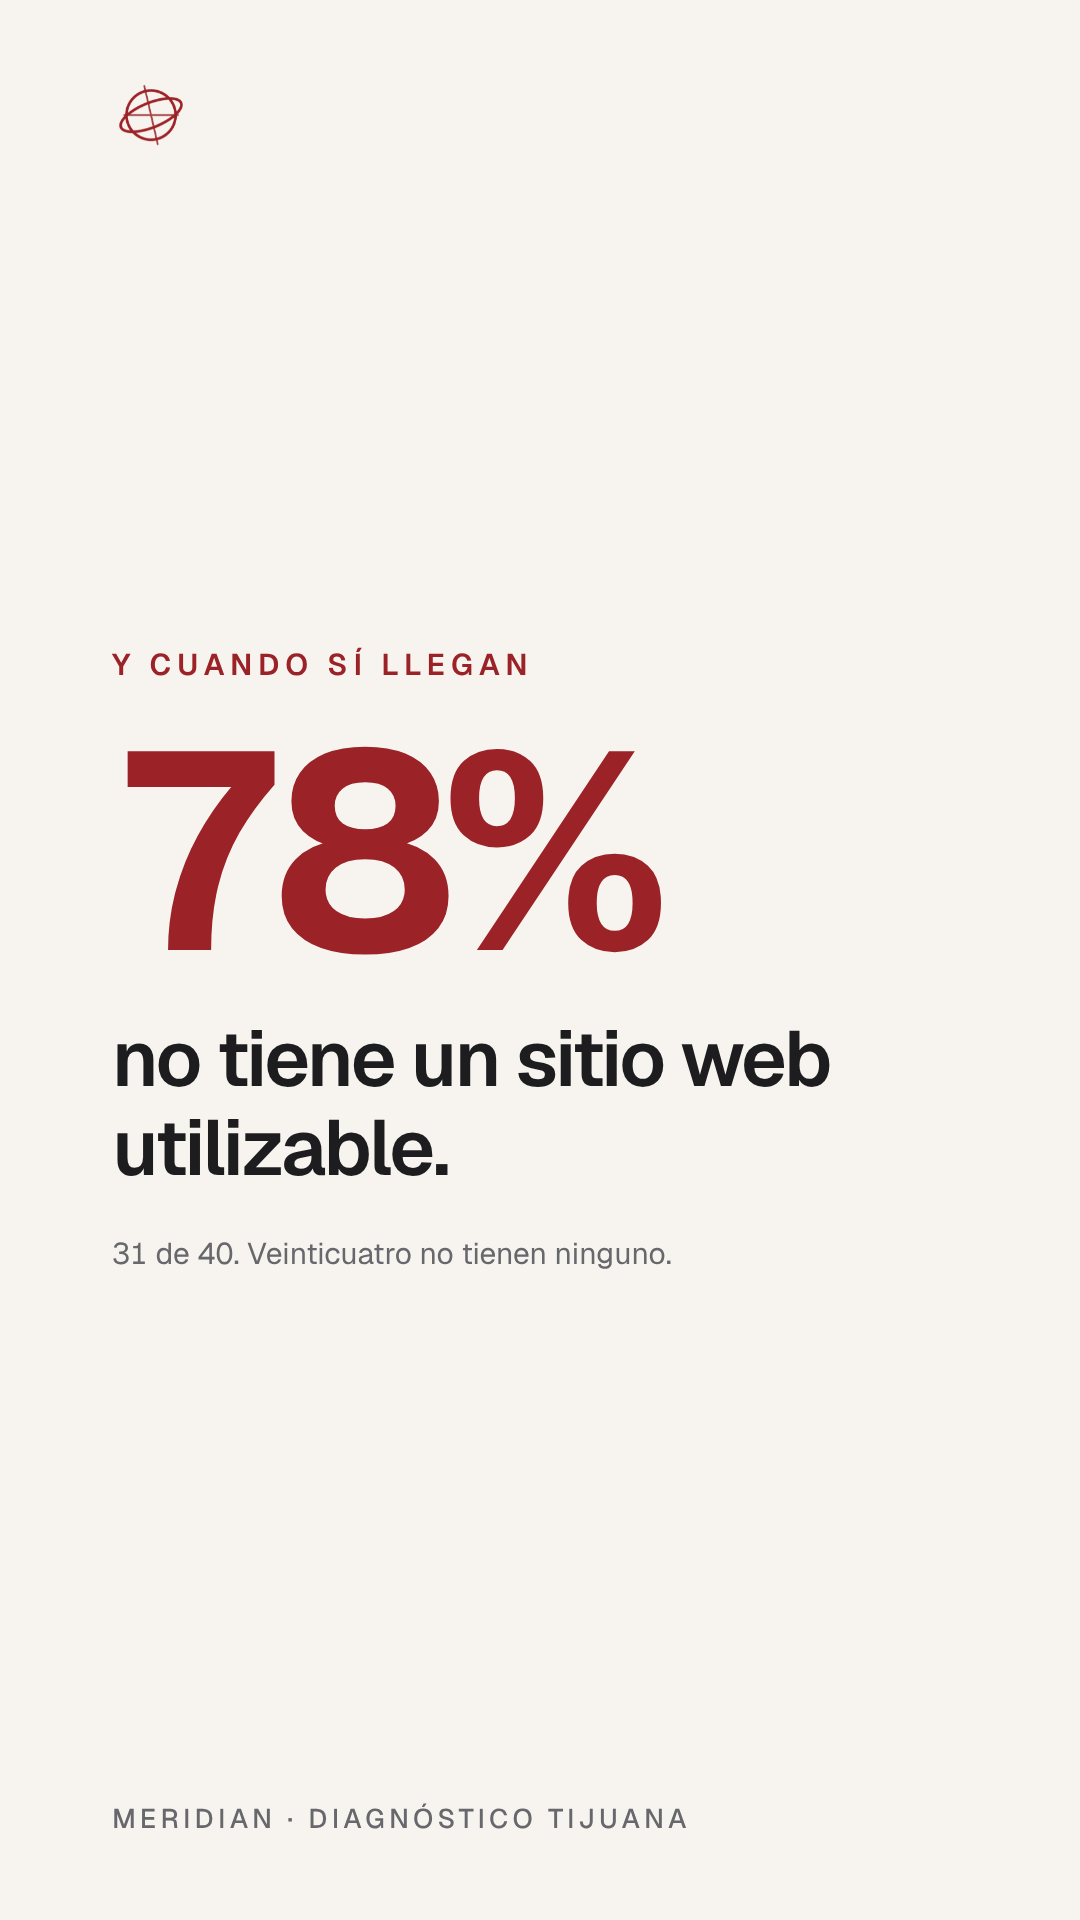 Y CUANDO SÍ LLEGAN
78%
no tiene un sitio web
utilizable.
31 de 40. Veinticuatro no tienen ninguno.
MERIDIAN · DIAGNÓSTICO TIJUANA